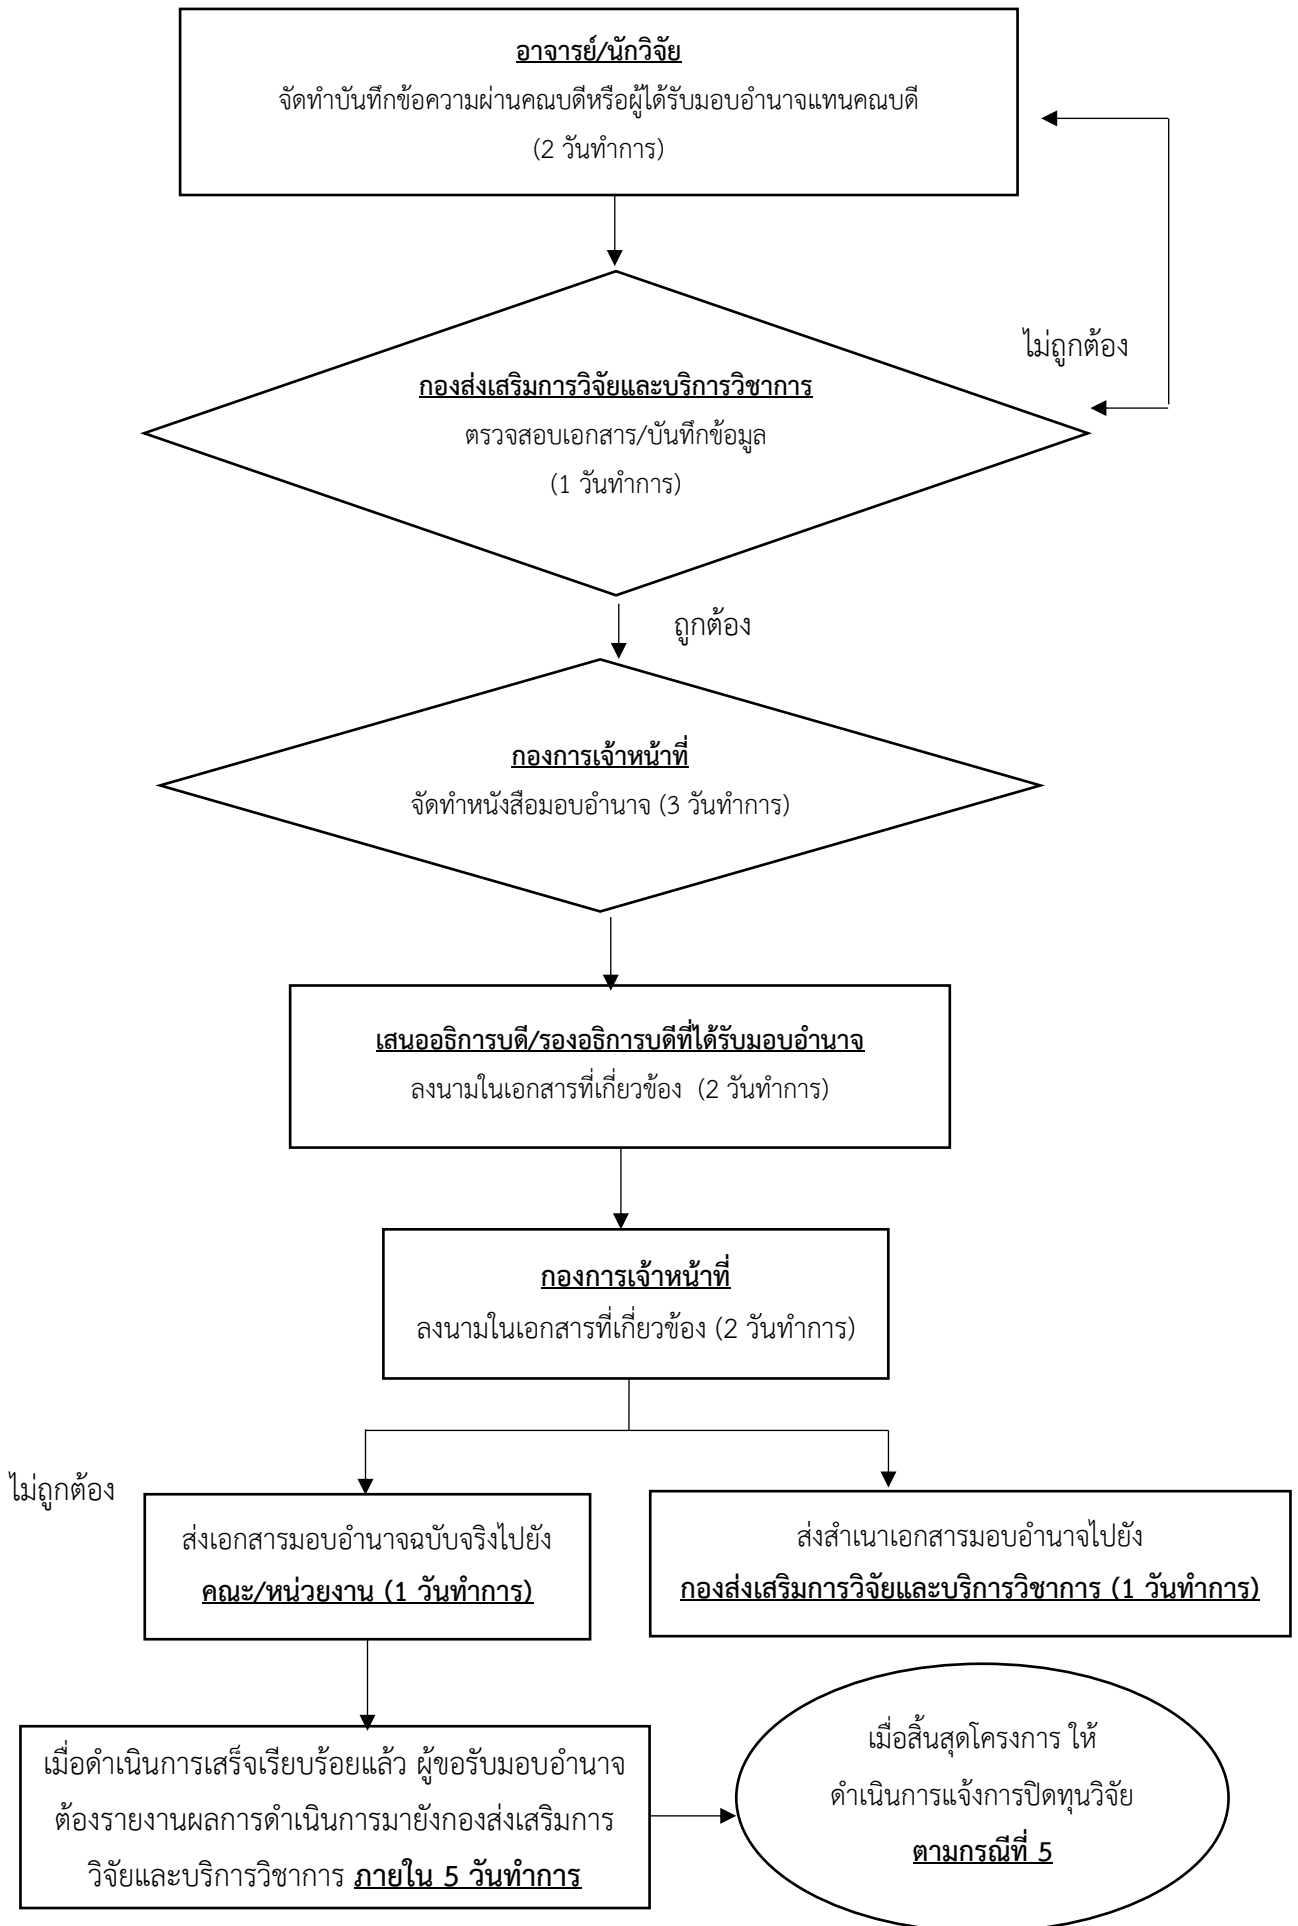 อาจารย์/นักวิจัย
จัดทำบันทึกข้อความผ่านคณบดีหรือผู้ได้รับมอบอำนาจแทนคณบดี
(2 วันทำการ)
ไม่ถูกต้อง
กองส่งเสริมการวิจัยและบริการวิชาการ
ตรวจสอบเอกสาร/บันทึกข้อมูล
(1 วันทำการ)
ถูกต้อง
กองการเจ้าหน้าที่
จัดทำหนังสือมอบอำนาจ (3 วันทำการ)
เสนออธิการบดี/รองอธิการบดีที่ได้รับมอบอำนาจ
ลงนามในเอกสารที่เกี่ยวข้อง (2 วันทำการ)
กองการเจ้าหน้าที่
ลงนามในเอกสารที่เกี่ยวข้อง (2 วันทำการ)
ไม่ถูกต้อง
ส่งเอกสารมอบอำนาจฉบับจริงไปยัง
คณะ/หน่วยงาน (1 วันทำการ)
ส่งสำเนาเอกสารมอบอำนาจไปยัง
กองส่งเสริมการวิจัยและบริการวิชาการ (1 วันทำการ)
เมื่อดำเนินการเสร็จเรียบร้อยแล้ว ผู้ขอรับมอบอำนาจ
ต้องรายงานผลการดำเนินการมายังกองส่งเสริมการ
วิจัยและบริการวิชาการ ภายใน 5 วันทำการ
เมื่อสิ้นสุดโครงการ ให้
ดำเนินการแจ้งการปิดทุนวิจัย
ตามกรณีที่ 5